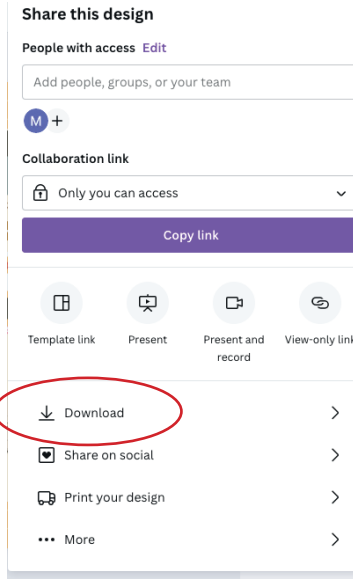 Share this design
People with access Edit
Add people, groups, or your team
M +
Collaboration link
Only you can access
Copy link
Template link Present Present and View-only link
record
Download
Share on social
Print your design
More